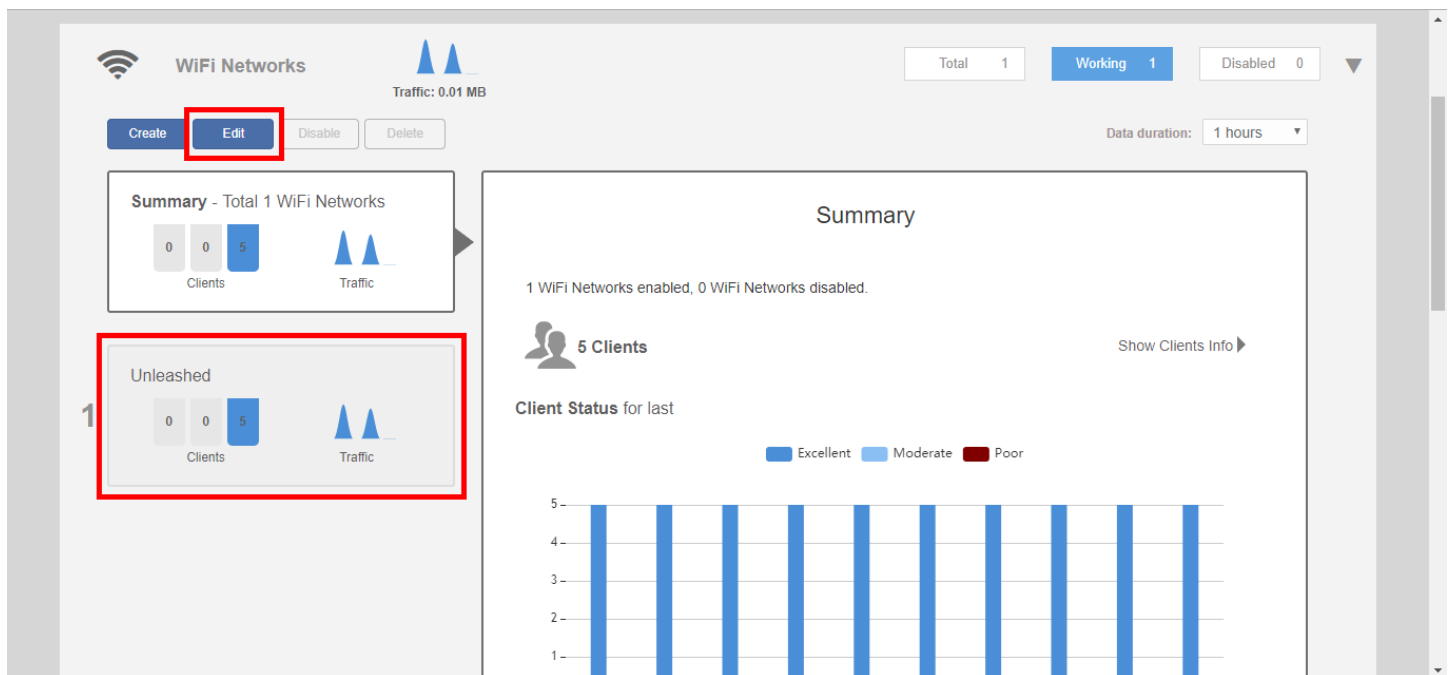 WiFi Networks
Traffic: 0.01 MB
Total 1
Working 1
Disabled 0
Create
Edit
Disable
Delete
Data duration: 1 hours
Summary - Total 1 WiFi Networks
0 0 5
Clients
Traffic
1
Unleashed
0 0 5
Clients
Traffic
Summary
1 WiFi Networks enabled, 0 WiFi Networks disabled.
5 Clients
Show Clients Info
Client Status for last
Excellent
Moderate
Poor
5
4
3
2
1